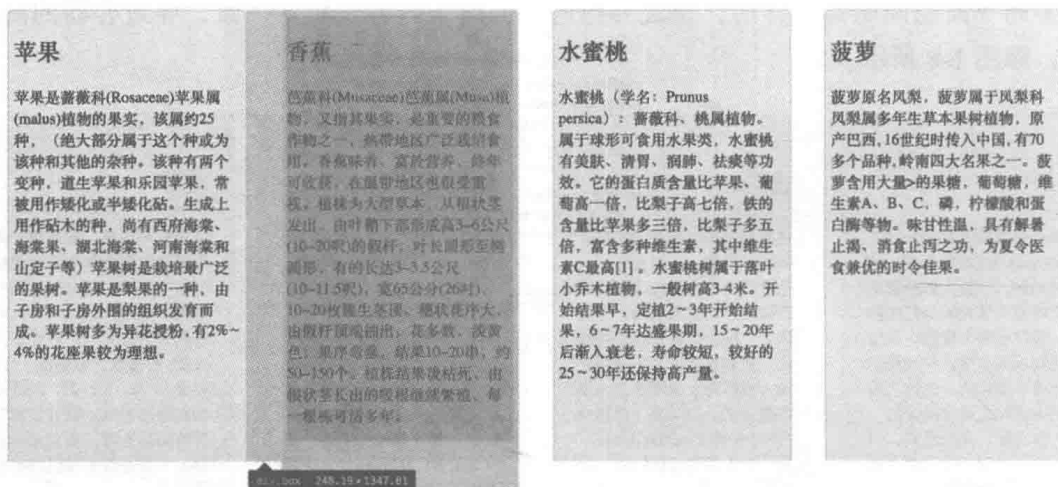 苹果
苹果是蔷薇科(Rosaceae)苹果属
(malus)植物的果实，该属约25
种，（绝大部分属于这个种或为
该种和其他的杂种。该种有两个
变种，道生苹果和乐园苹果，常
被用作矮化或半矮化砧。生成上
用作砧木的种，尚有西府海棠、
海棠果、湖北海棠、河南海棠和
山定子等）苹果树是栽培最广泛
的果树。苹果是梨果的一种，由
子房和子房外围的组织发育而
成。苹果树多为异花授粉，有2%~
4%的花座果较为理想。
香蕉
芭蕉科(Musaceae)芭蕉属(Musa)植
物，又指其果实，是重要的粮食
作物之一，热带地区广泛栽培食
用。香蕉味香、富於营养，终年
可收获，在温带地区也很受重
视。植株为大型草本，从根状茎
发出，由叶鞘下部形成高3–6公尺
(10–20呎)的假杆；叶长圆形至椭
圆形，有的长达3–3.5公尺
(10–11.5呎)，宽65公分(26吋)，
10–20枚簇生茎顶。穗状花序大，
由假杆顶端抽出，花多数，淡黄
色；果序弯垂，结果10–20串，约
50–150个。植株结果後枯死，由
根状茎长出的吸根继续繁殖，每
一根株可活多年。
div.box 248.19×1347.01
水蜜桃
水蜜桃（学名：Prunus
persica）：蔷薇科、桃属植物。
属于球形可食用水果类，水蜜桃
有美肤、清胃、润肺、祛痰等功
效。它的蛋白质含量比苹果、葡
萄高一倍，比梨子高七倍，铁的
含量比苹果多三倍，比梨子多五
倍，富含多种维生素，其中维生
素C最高[1]。水蜜桃树属于落叶
小乔木植物，一般树高3-4米。开
始结果早，定植2~3年开始结
果，6~7年达盛果期，15~20年
后渐入衰老，寿命较短，较好的
25~30年还保持高产量。
菠萝
菠萝原名凤梨，菠萝属于凤梨科
凤梨属多年生草本果树植物，原
产巴西,16世纪时传入中国,有70
多个品种,岭南四大名果之一。菠
萝含用大量>的果糖，葡萄糖，维
生素A、B、C，磷，柠檬酸和蛋
白酶等物。味甘性温，具有解暑
止渴、消食止泻之功，为夏令医
食兼优的时令佳果。